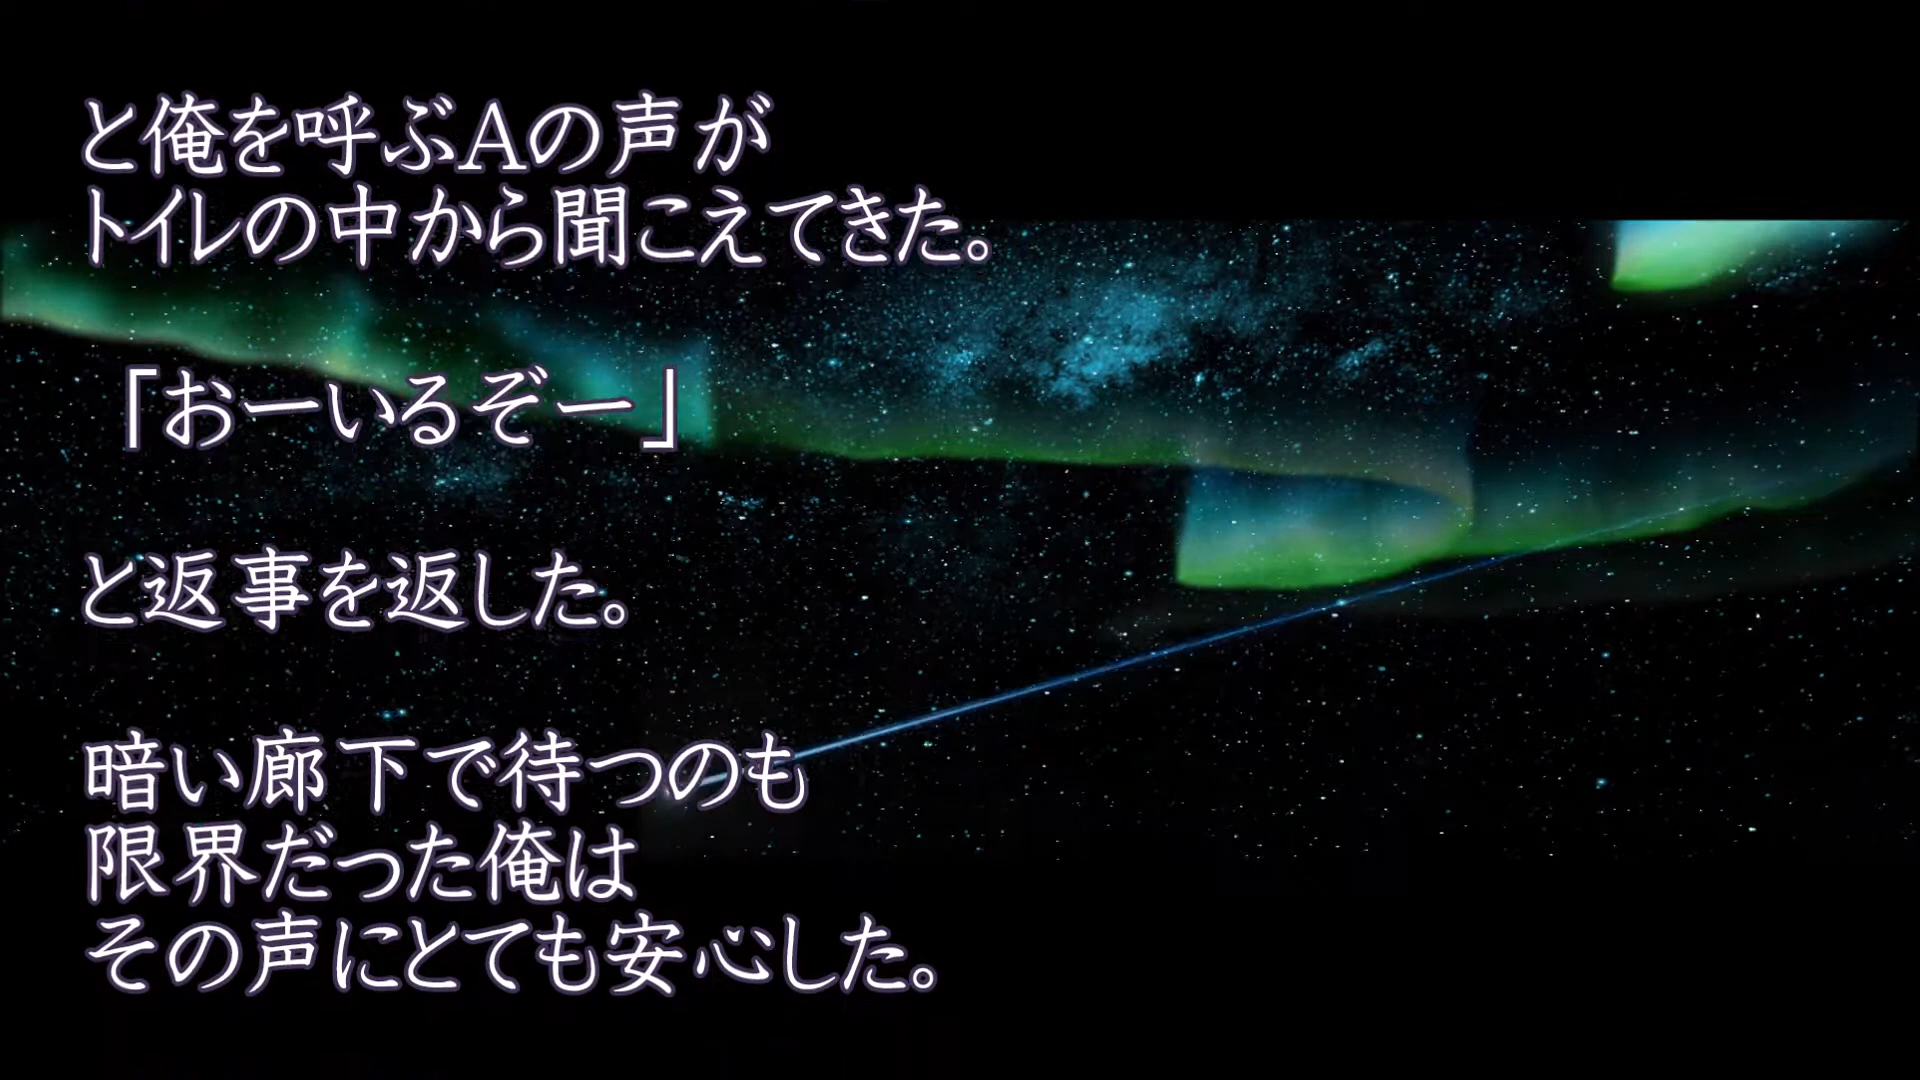 と俺を呼ぶAの声が
トイレの中から聞こえてきた。
「おーいるぞー」
と返事を返した。
暗い廊下で待つのも
限界だった俺は
その声にとても安心した。